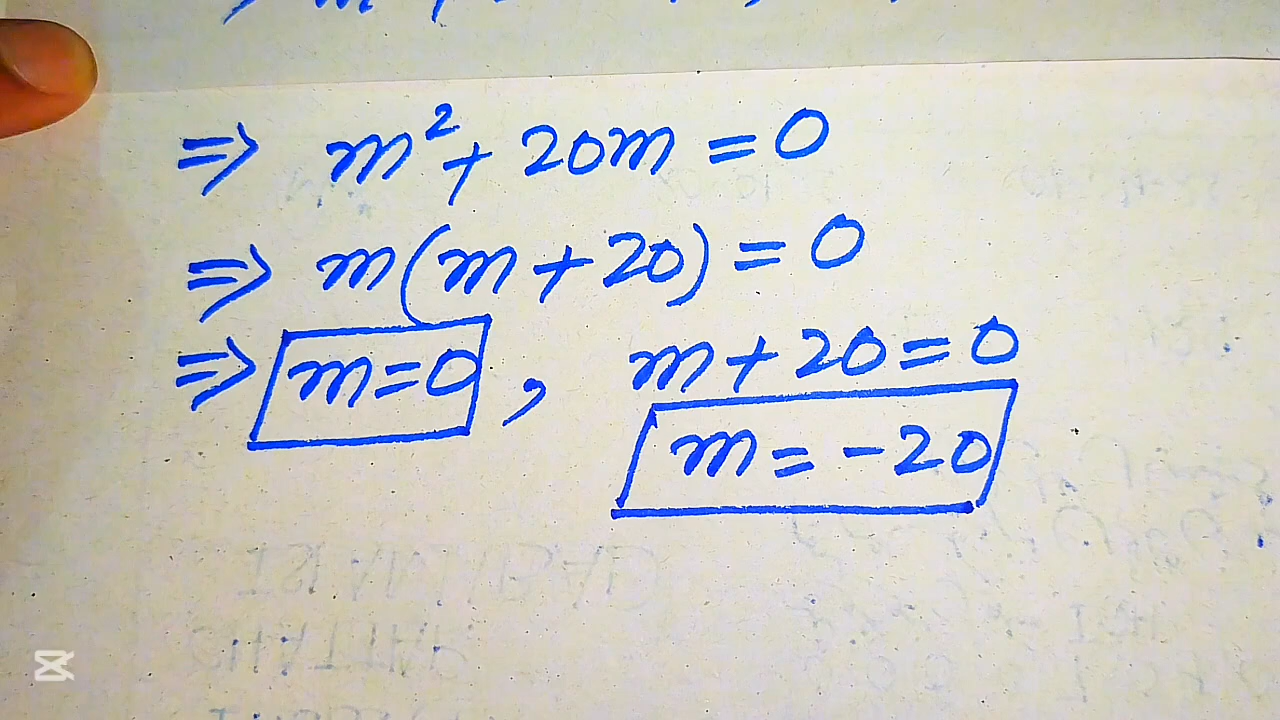 ⇒ m² + 20m = 0
⇒ m(m + 20) = 0
⇒ m=0 , m + 20 = 0
m = -20